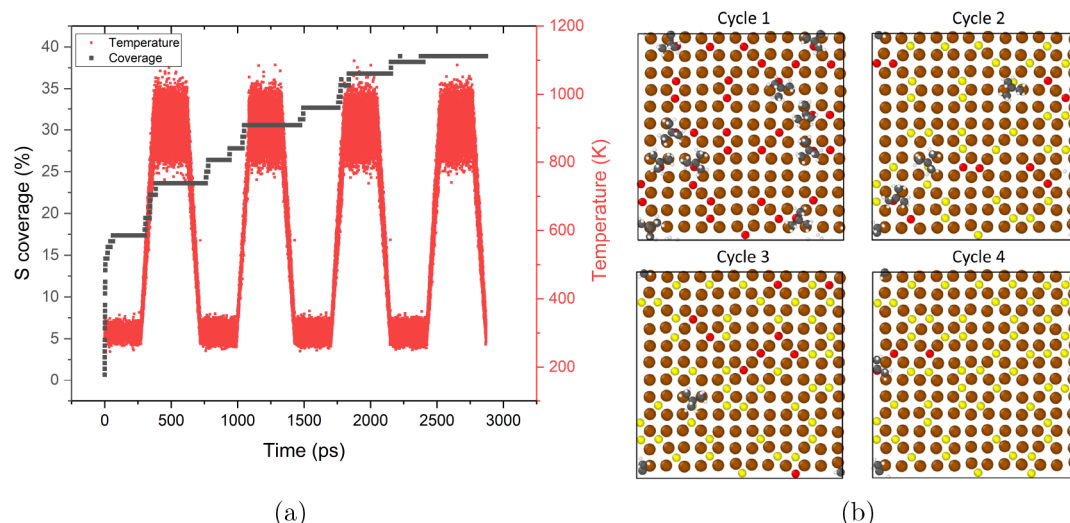 Temperature
Coverage
S coverage (%)
40
35
30
25
20
15
10
5
0
0
500
1000
1500
2000
2500
3000
Time (ps)
1200
1000
800
600
400
200
Temperature (K)
(a)
Cycle 1
Cycle 2
Cycle 3
Cycle 4
(b)